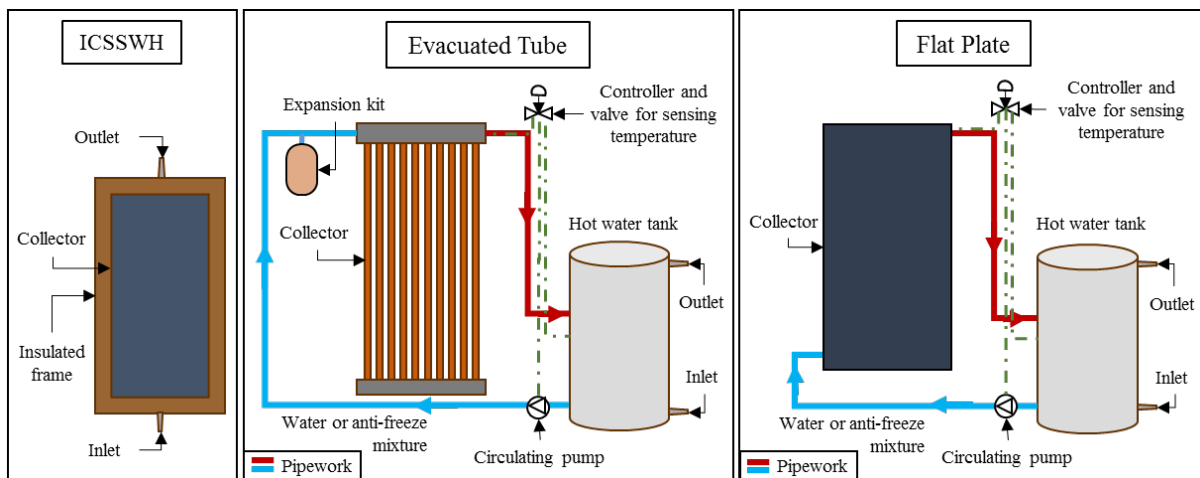 ICSSWH
Outlet
Collector
Insulated
frame
Inlet
Evacuated Tube
Expansion kit
Controller and
valve for sensing
temperature
Collector
Hot water tank
Outlet
Inlet
Water or anti-freeze
mixture
Circulating pump
Pipework
Flat Plate
Controller and
valve for sensing
temperature
Collector
Hot water tank
Outlet
Inlet
Water or anti-freeze
mixture
Circulating pump
Pipework